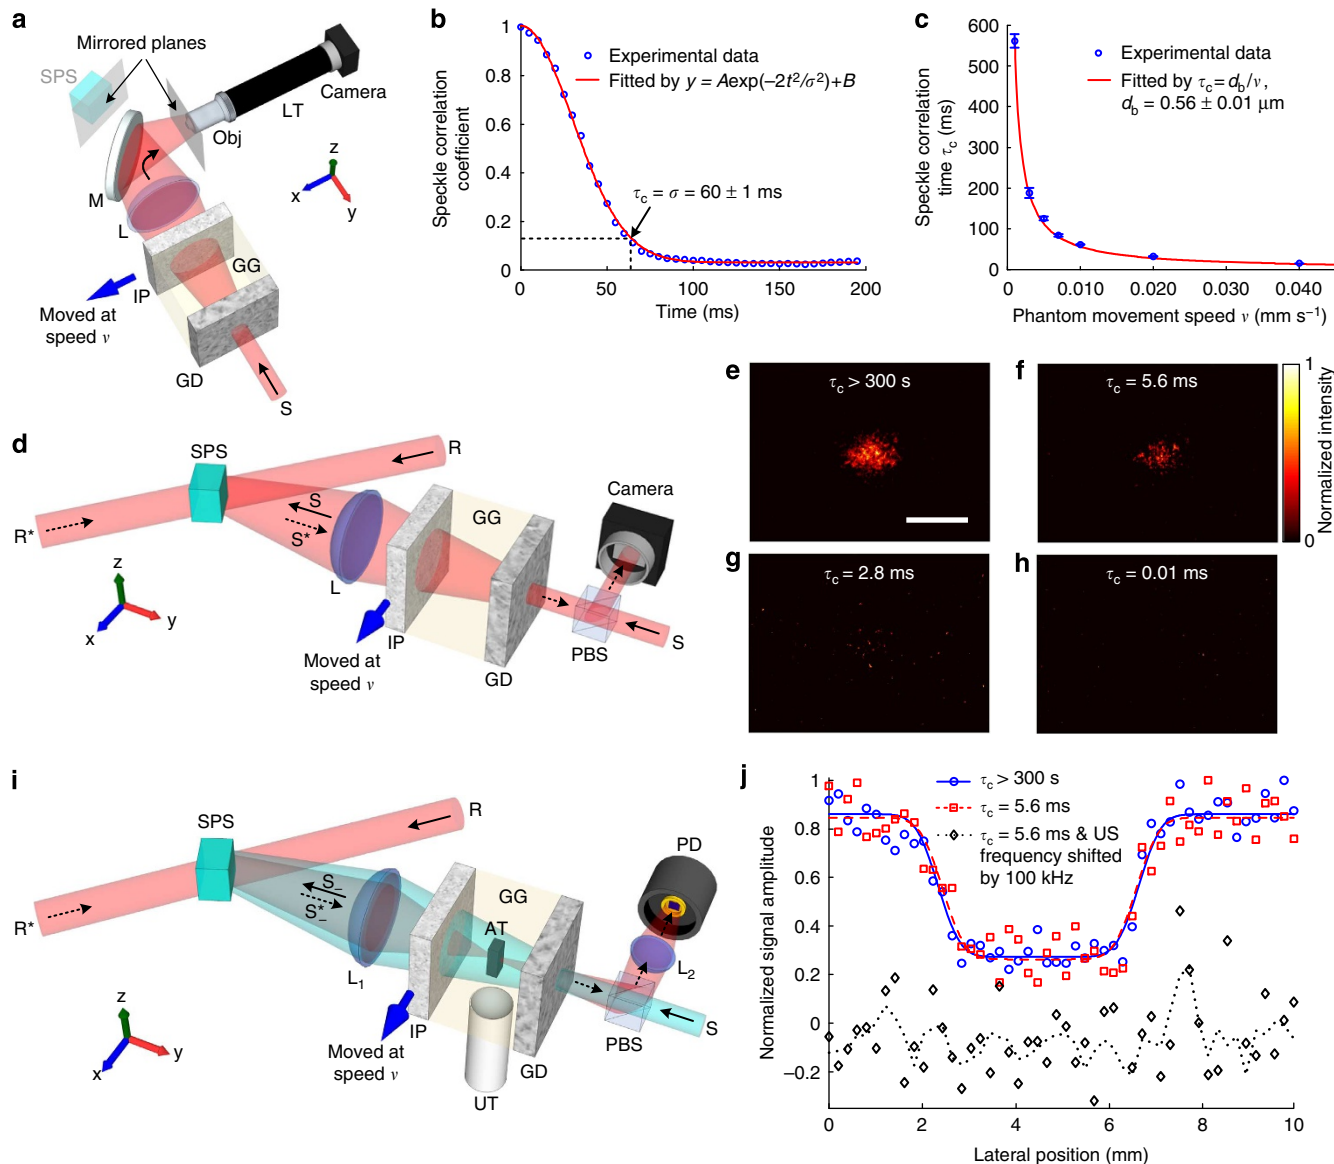 a
Mirrored planes
SPS
Camera
LT
Obj
M
L
z
x
y
GG
IP
Moved at
speed v
GD
S
b
Speckle correlation
coefficient
1
0.8
0.6
0.4
0.2
0
Experimental data
Fitted by y = Aexp(−2t²/σ²)+B
τc = σ = 60 ± 1 ms
0
50
100
150
200
Time (ms)
c
Speckle correlation
time τc (ms)
600
500
400
300
200
100
0
Experimental data
Fitted by τc= db/v ,
db = 0.56 ± 0.01 μm
0
0.010
0.020
0.030
0.040
Phantom movement speed v (mm s−1)
d
SPS
R
S
S*
R*
L
GG
Camera
z
x
y
IP
Moved at
speed v
GD
PBS
S
e
τc > 300 s
f
τc = 5.6 ms
1
Normalized intensity
0
g
τc = 2.8 ms
h
τc = 0.01 ms
i
SPS
R
S−
S*−
R*
L1
GG
AT
PD
L2
z
x
y
IP
Moved at
speed v
GD
UT
PBS
S
j
Normalized signal amplitude
1
0.8
0.6
0.4
0.2
0
−0.2
τc > 300 s
τc = 5.6 ms
τc = 5.6 ms & US
frequency shifted
by 100 kHz
0
2
4
6
8
10
Lateral position (mm)